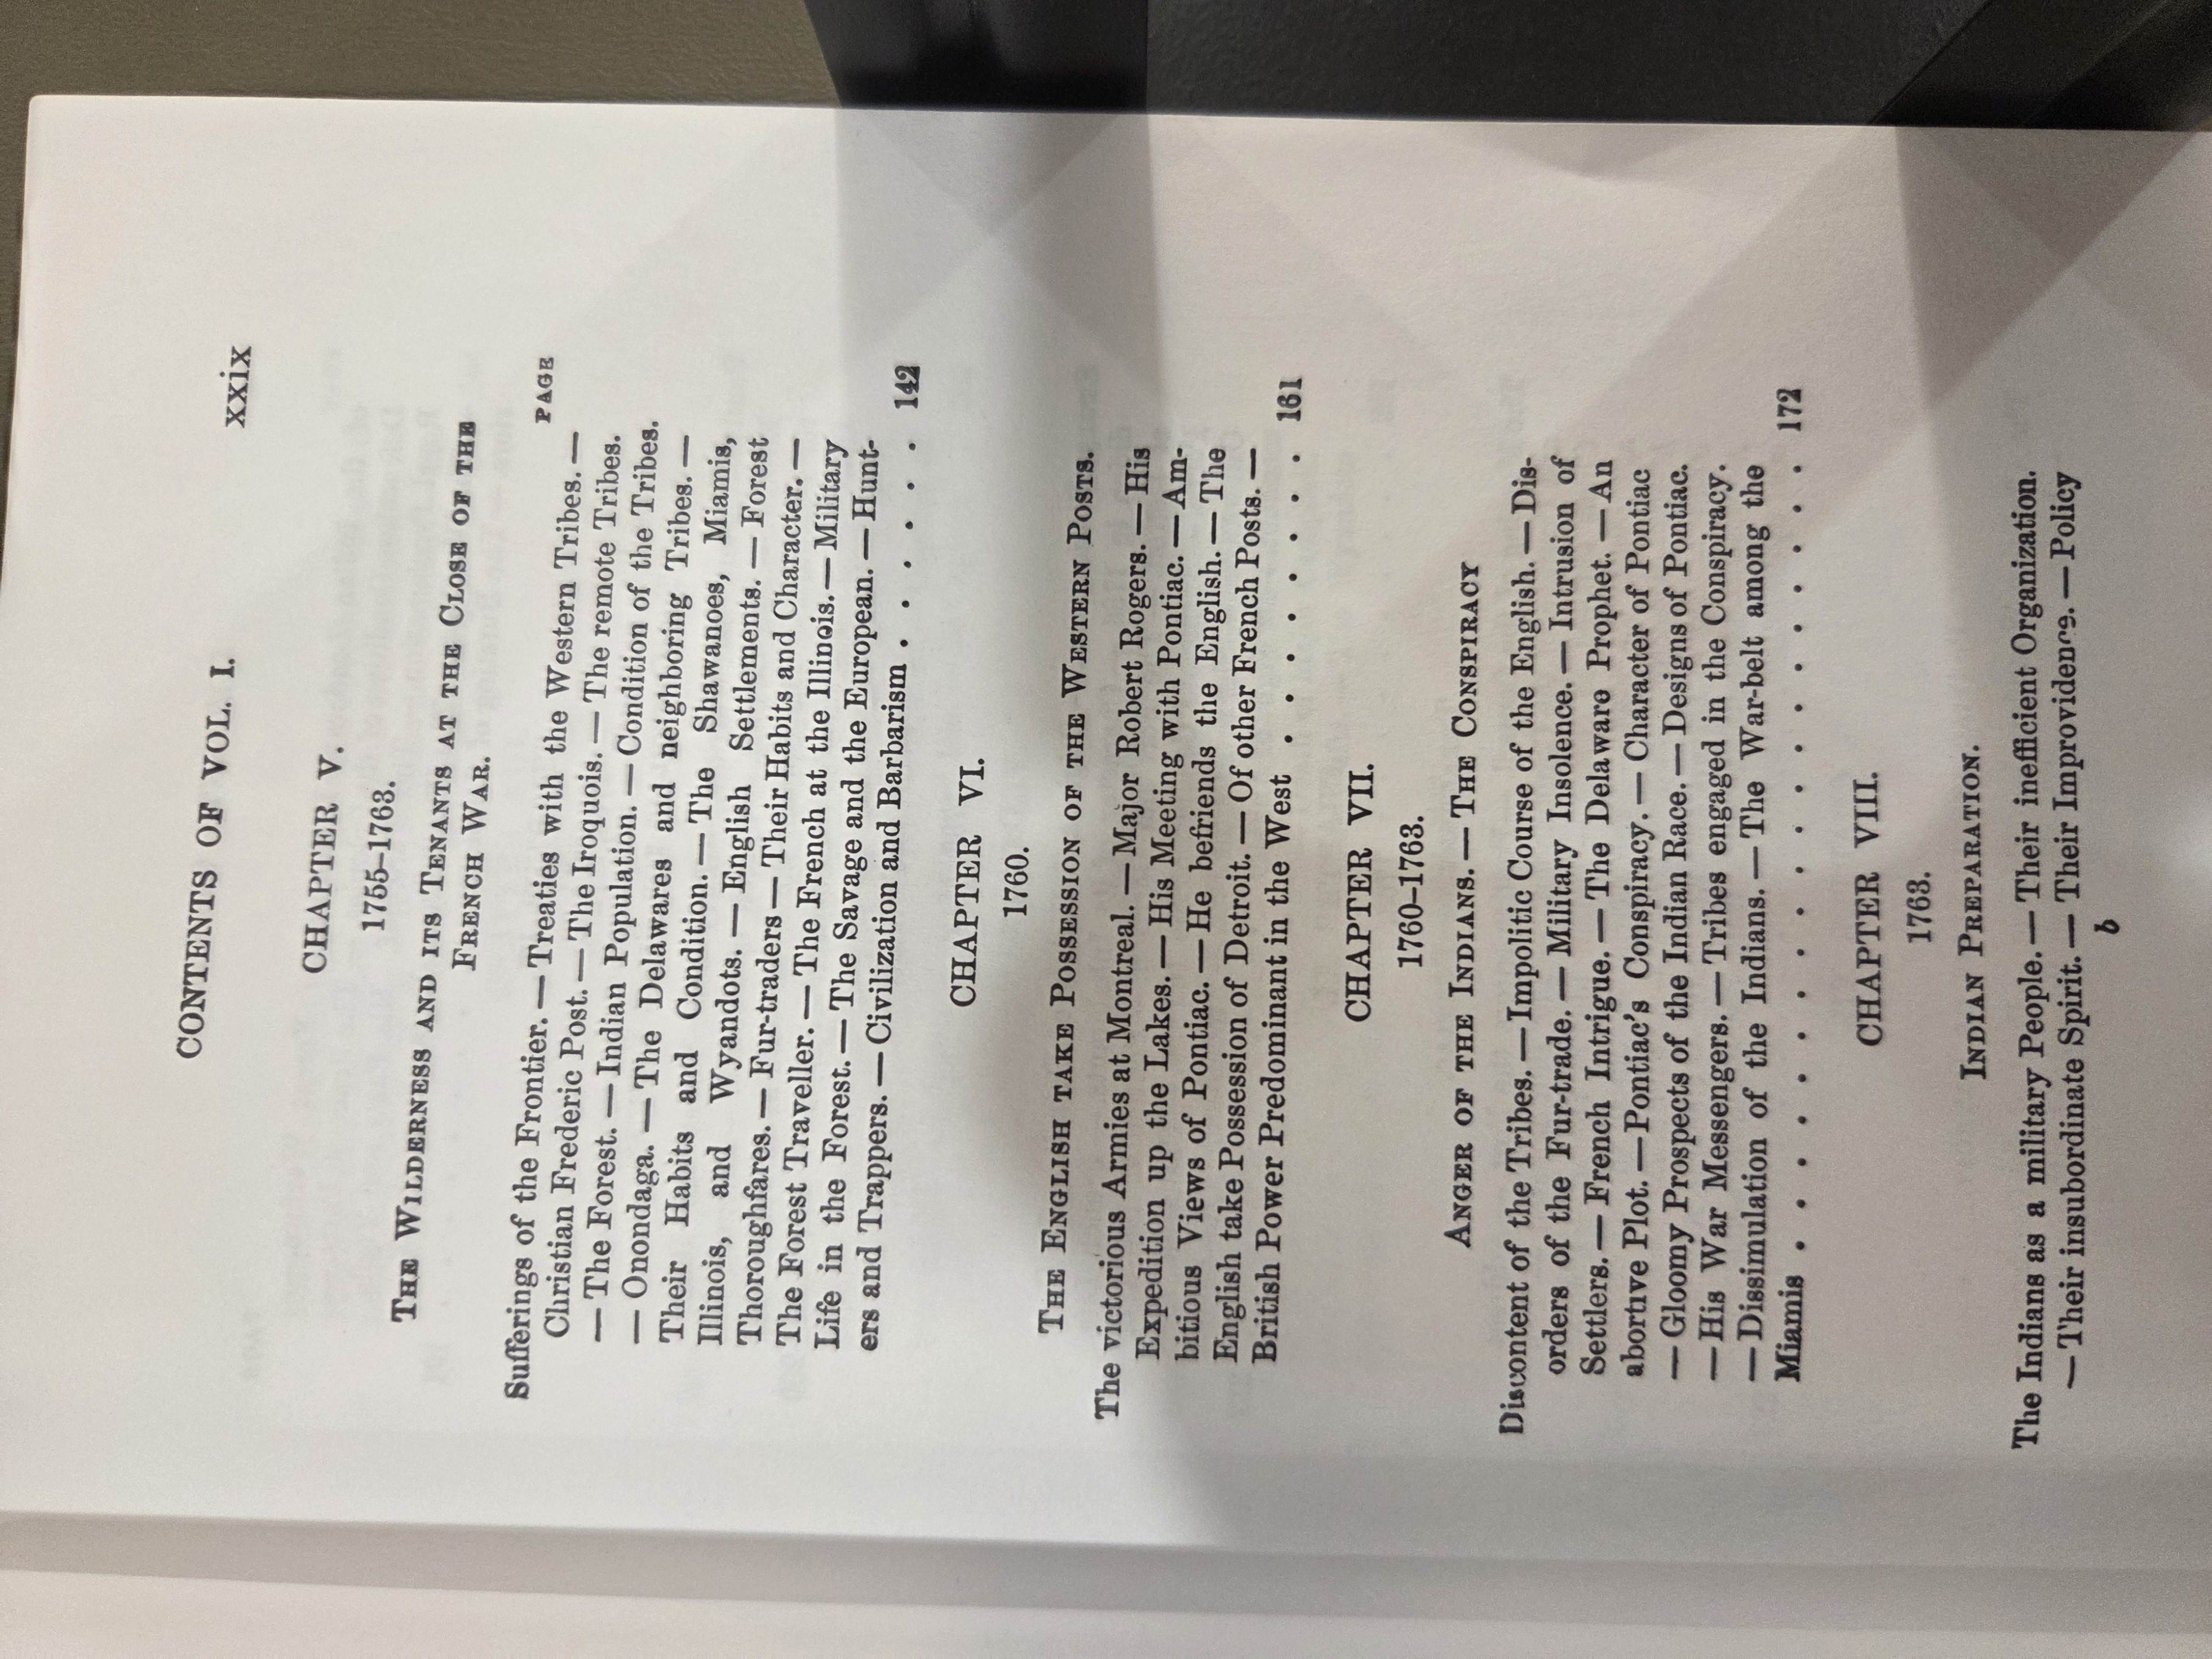 CONTENTS OF VOL. I. xxix
CHAPTER V.
1755–1763.
The Wilderness and its Tenants at the Close of the
French War.
PAGE
Sufferings of the Frontier. — Treaties with the Western Tribes. —
Christian Frederic Post. — The Iroquois. — The remote Tribes.
— The Forest. — Indian Population. — Condition of the Tribes.
— Onondaga. — The Delawares and neighboring Tribes. —
Their Habits and Condition. — The Shawanoes, Miamis,
Illinois, and Wyandots. — English Settlements. — Forest
Thoroughfares. — Fur-traders — Their Habits and Character. —
The Forest Traveller. — The French at the Illinois. — Military
Life in the Forest. — The Savage and the European. — Hunt-
ers and Trappers. — Civilization and Barbarism . . . . . . 142
CHAPTER VI.
1760.
The English take Possession of the Western Posts.
The victorious Armies at Montreal. — Major Robert Rogers. — His
Expedition up the Lakes. — His Meeting with Pontiac. — Am-
bitious Views of Pontiac. — He befriends the English. — The
English take Possession of Detroit. — Of other French Posts. —
British Power Predominant in the West . . . . . . . . 161
CHAPTER VII.
1760–1763.
Anger of the Indians. — The Conspiracy
Discontent of the Tribes. — Impolitic Course of the English. — Dis-
orders of the Fur-trade. — Military Insolence. — Intrusion of
Settlers. — French Intrigue. — The Delaware Prophet. — An
abortive Plot. — Pontiac's Conspiracy. — Character of Pontiac
— Gloomy Prospects of the Indian Race. — Designs of Pontiac.
— His War Messengers. — Tribes engaged in the Conspiracy.
— Dissimulation of the Indians. — The War-belt among the
Miamis . . . . . . . . . . . . . . . . . . . . 172
CHAPTER VIII.
1763.
Indian Preparation.
The Indians as a military People. — Their inefficient Organization.
— Their insubordinate Spirit. — Their Improvidence. — Policy
b